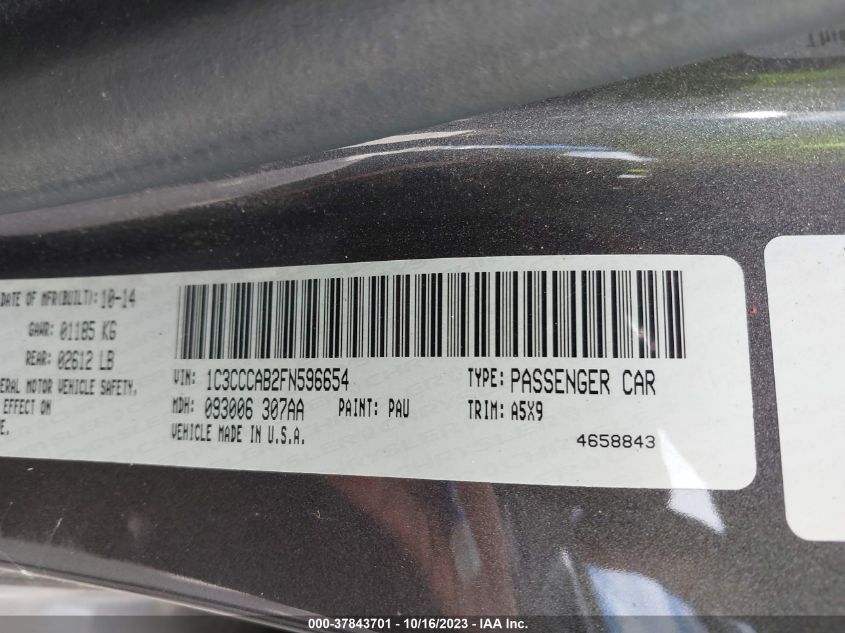 DATE OF MFR(BUILT): 10-14
GAWR: 01185 KG
REAR: 02612 LB
ERAL MOTOR VEHICLE SAFETY,
EFFECT ON
E.
VIN: 1C3CCCAB2FN596654
TYPE: PASSENGER CAR
MDH: 093006 307AA
PAINT: PAU
TRIM: A5X9
VEHICLE MADE IN U.S.A.
4658843
000-37843701 / 10/16/2023 - IAA Inc.